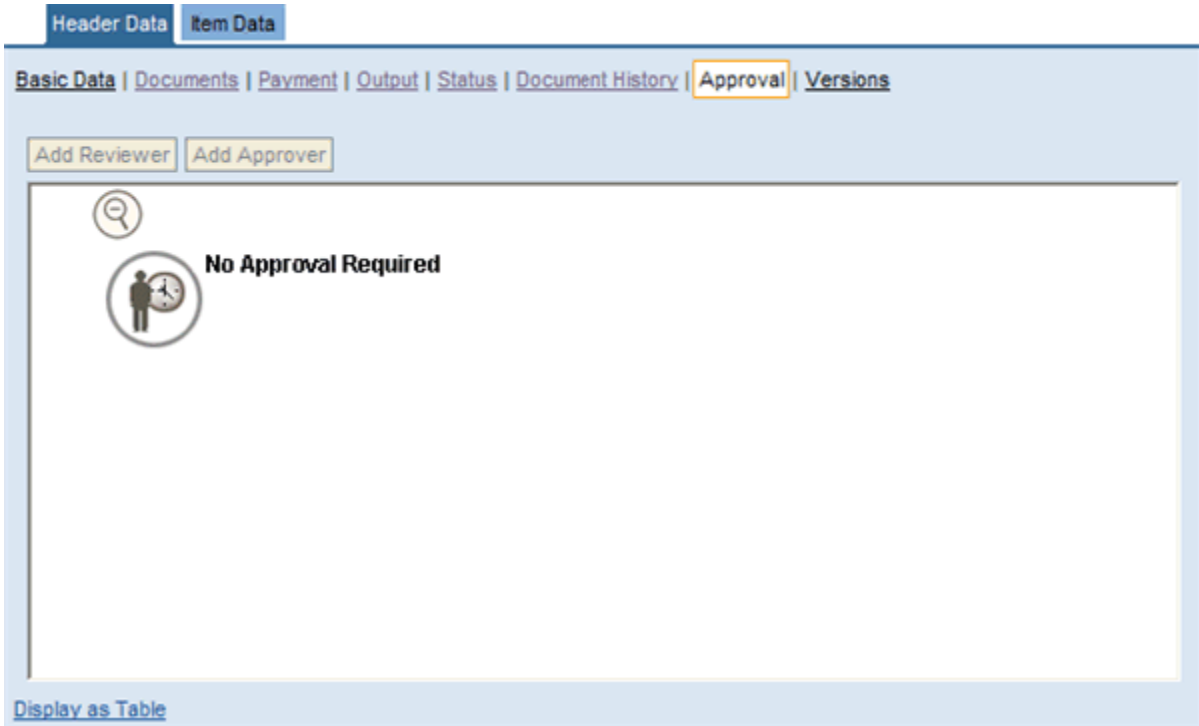 Header Data Item Data
Basic Data | Documents | Payment | Output | Status | Document History | Approval | Versions
Add Reviewer Add Approver
No Approval Required
Display as Table